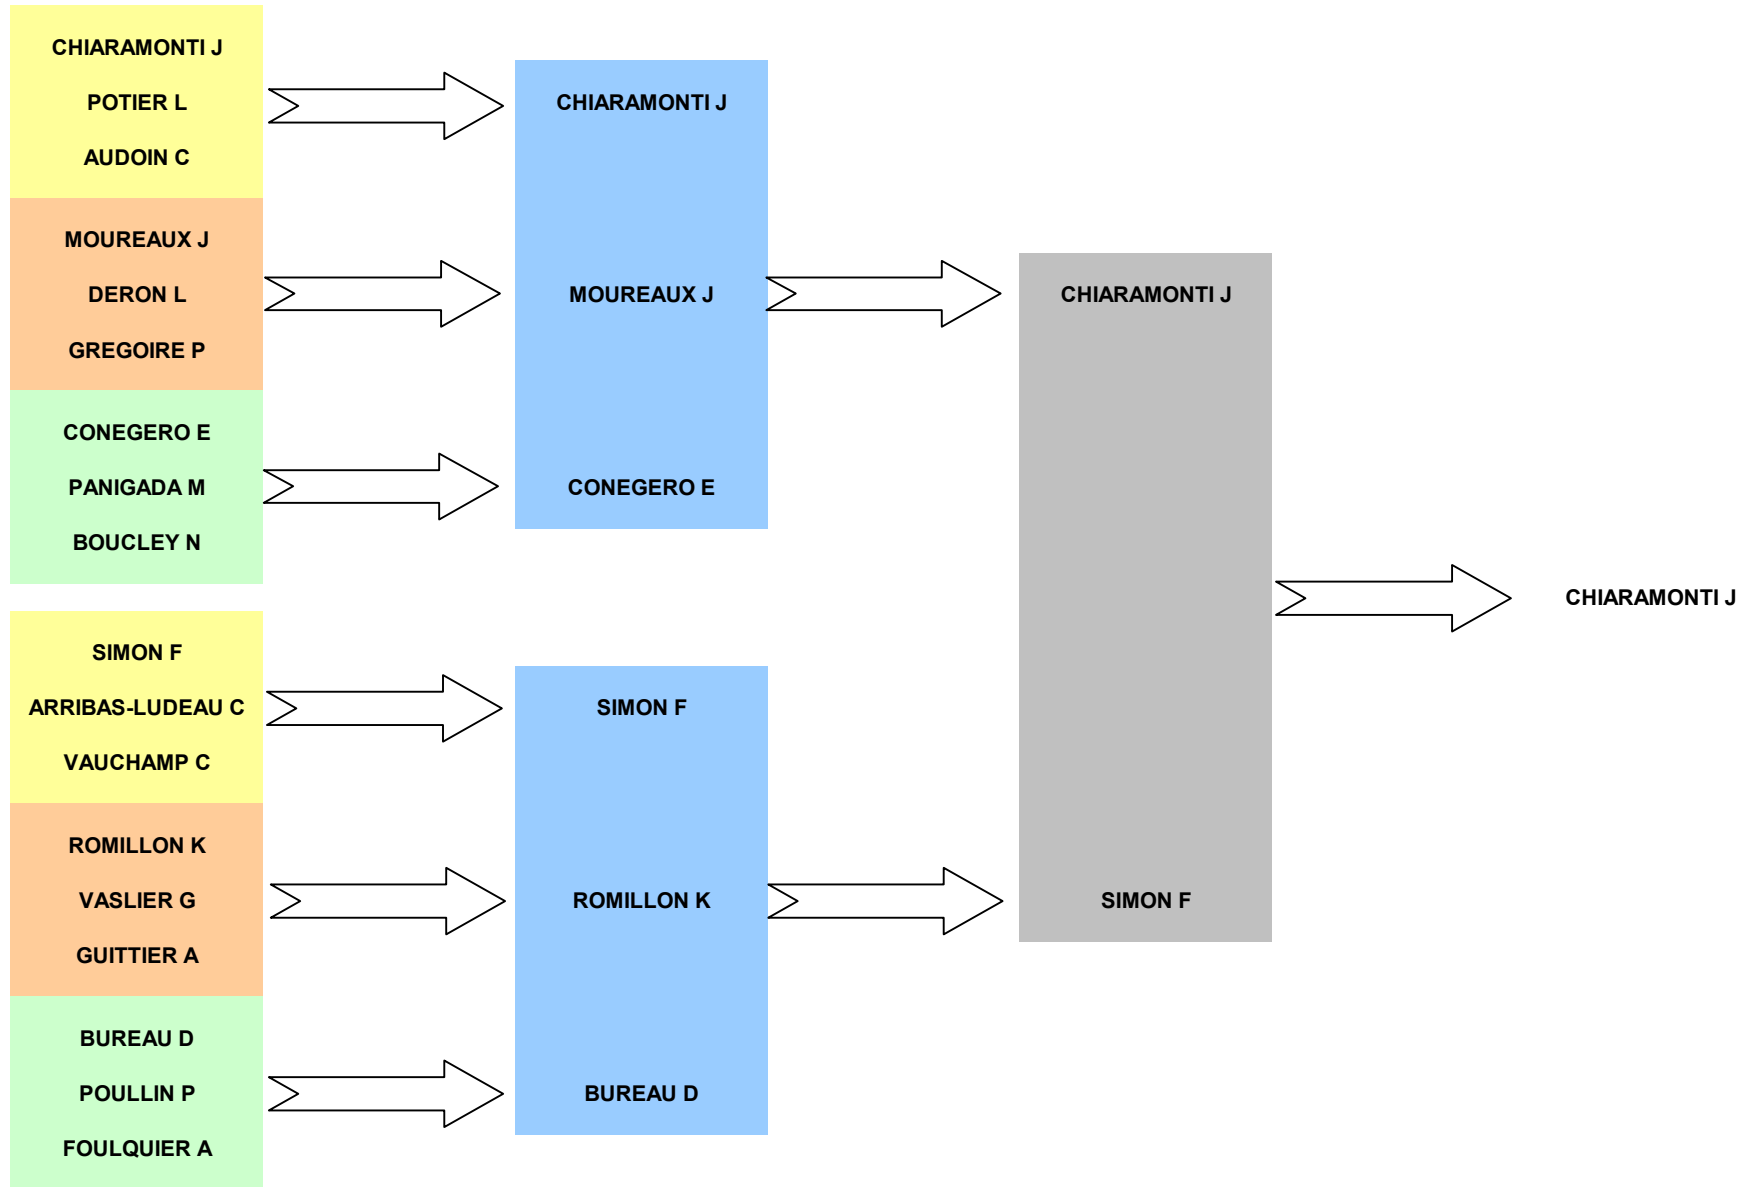 CHIARAMONTI J
POTIER L
AUDOIN C
MOUREAUX J
DERON L
GREGOIRE P
CONEGERO E
PANIGADA M
BOUCLEY N
SIMON F
ARRIBAS-LUDEAU C
VAUCHAMP C
ROMILLON K
VASLIER G
GUITTIER A
BUREAU D
POULLIN P
FOULQUIER A
CHIARAMONTI J
MOUREAUX J
CONEGERO E
SIMON F
ROMILLON K
BUREAU D
CHIARAMONTI J
SIMON F
CHIARAMONTI J